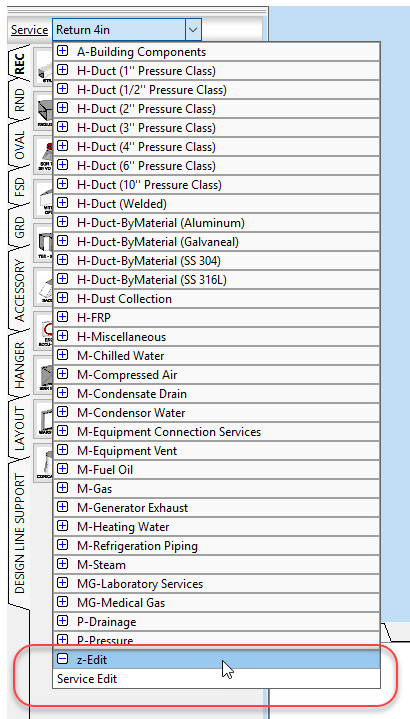 Service Return 4in
A-Building Components
H-Duct (1'' Pressure Class)
H-Duct (1/2'' Pressure Class)
H-Duct (2'' Pressure Class)
H-Duct (3'' Pressure Class)
H-Duct (4'' Pressure Class)
H-Duct (6'' Pressure Class)
H-Duct (10'' Pressure Class)
H-Duct (Welded)
H-Duct-ByMaterial (Aluminum)
H-Duct-ByMaterial (Galvaneal)
H-Duct-ByMaterial (SS 304)
H-Duct-ByMaterial (SS 316L)
H-Dust Collection
H-FRP
H-Miscellaneous
M-Chilled Water
M-Compressed Air
M-Condensate Drain
M-Condensor Water
M-Equipment Connection Services
M-Equipment Vent
M-Fuel Oil
M-Gas
M-Generator Exhaust
M-Heating Water
M-Refrigeration Piping
M-Steam
MG-Laboratory Services
MG-Medical Gas
P-Drainage
P-Pressure
z-Edit
Service Edit
REC
RND
OVAL
FSD
GRD
ACCESSORY
HANGER
LAYOUT
DESIGN LINE SUPPORT